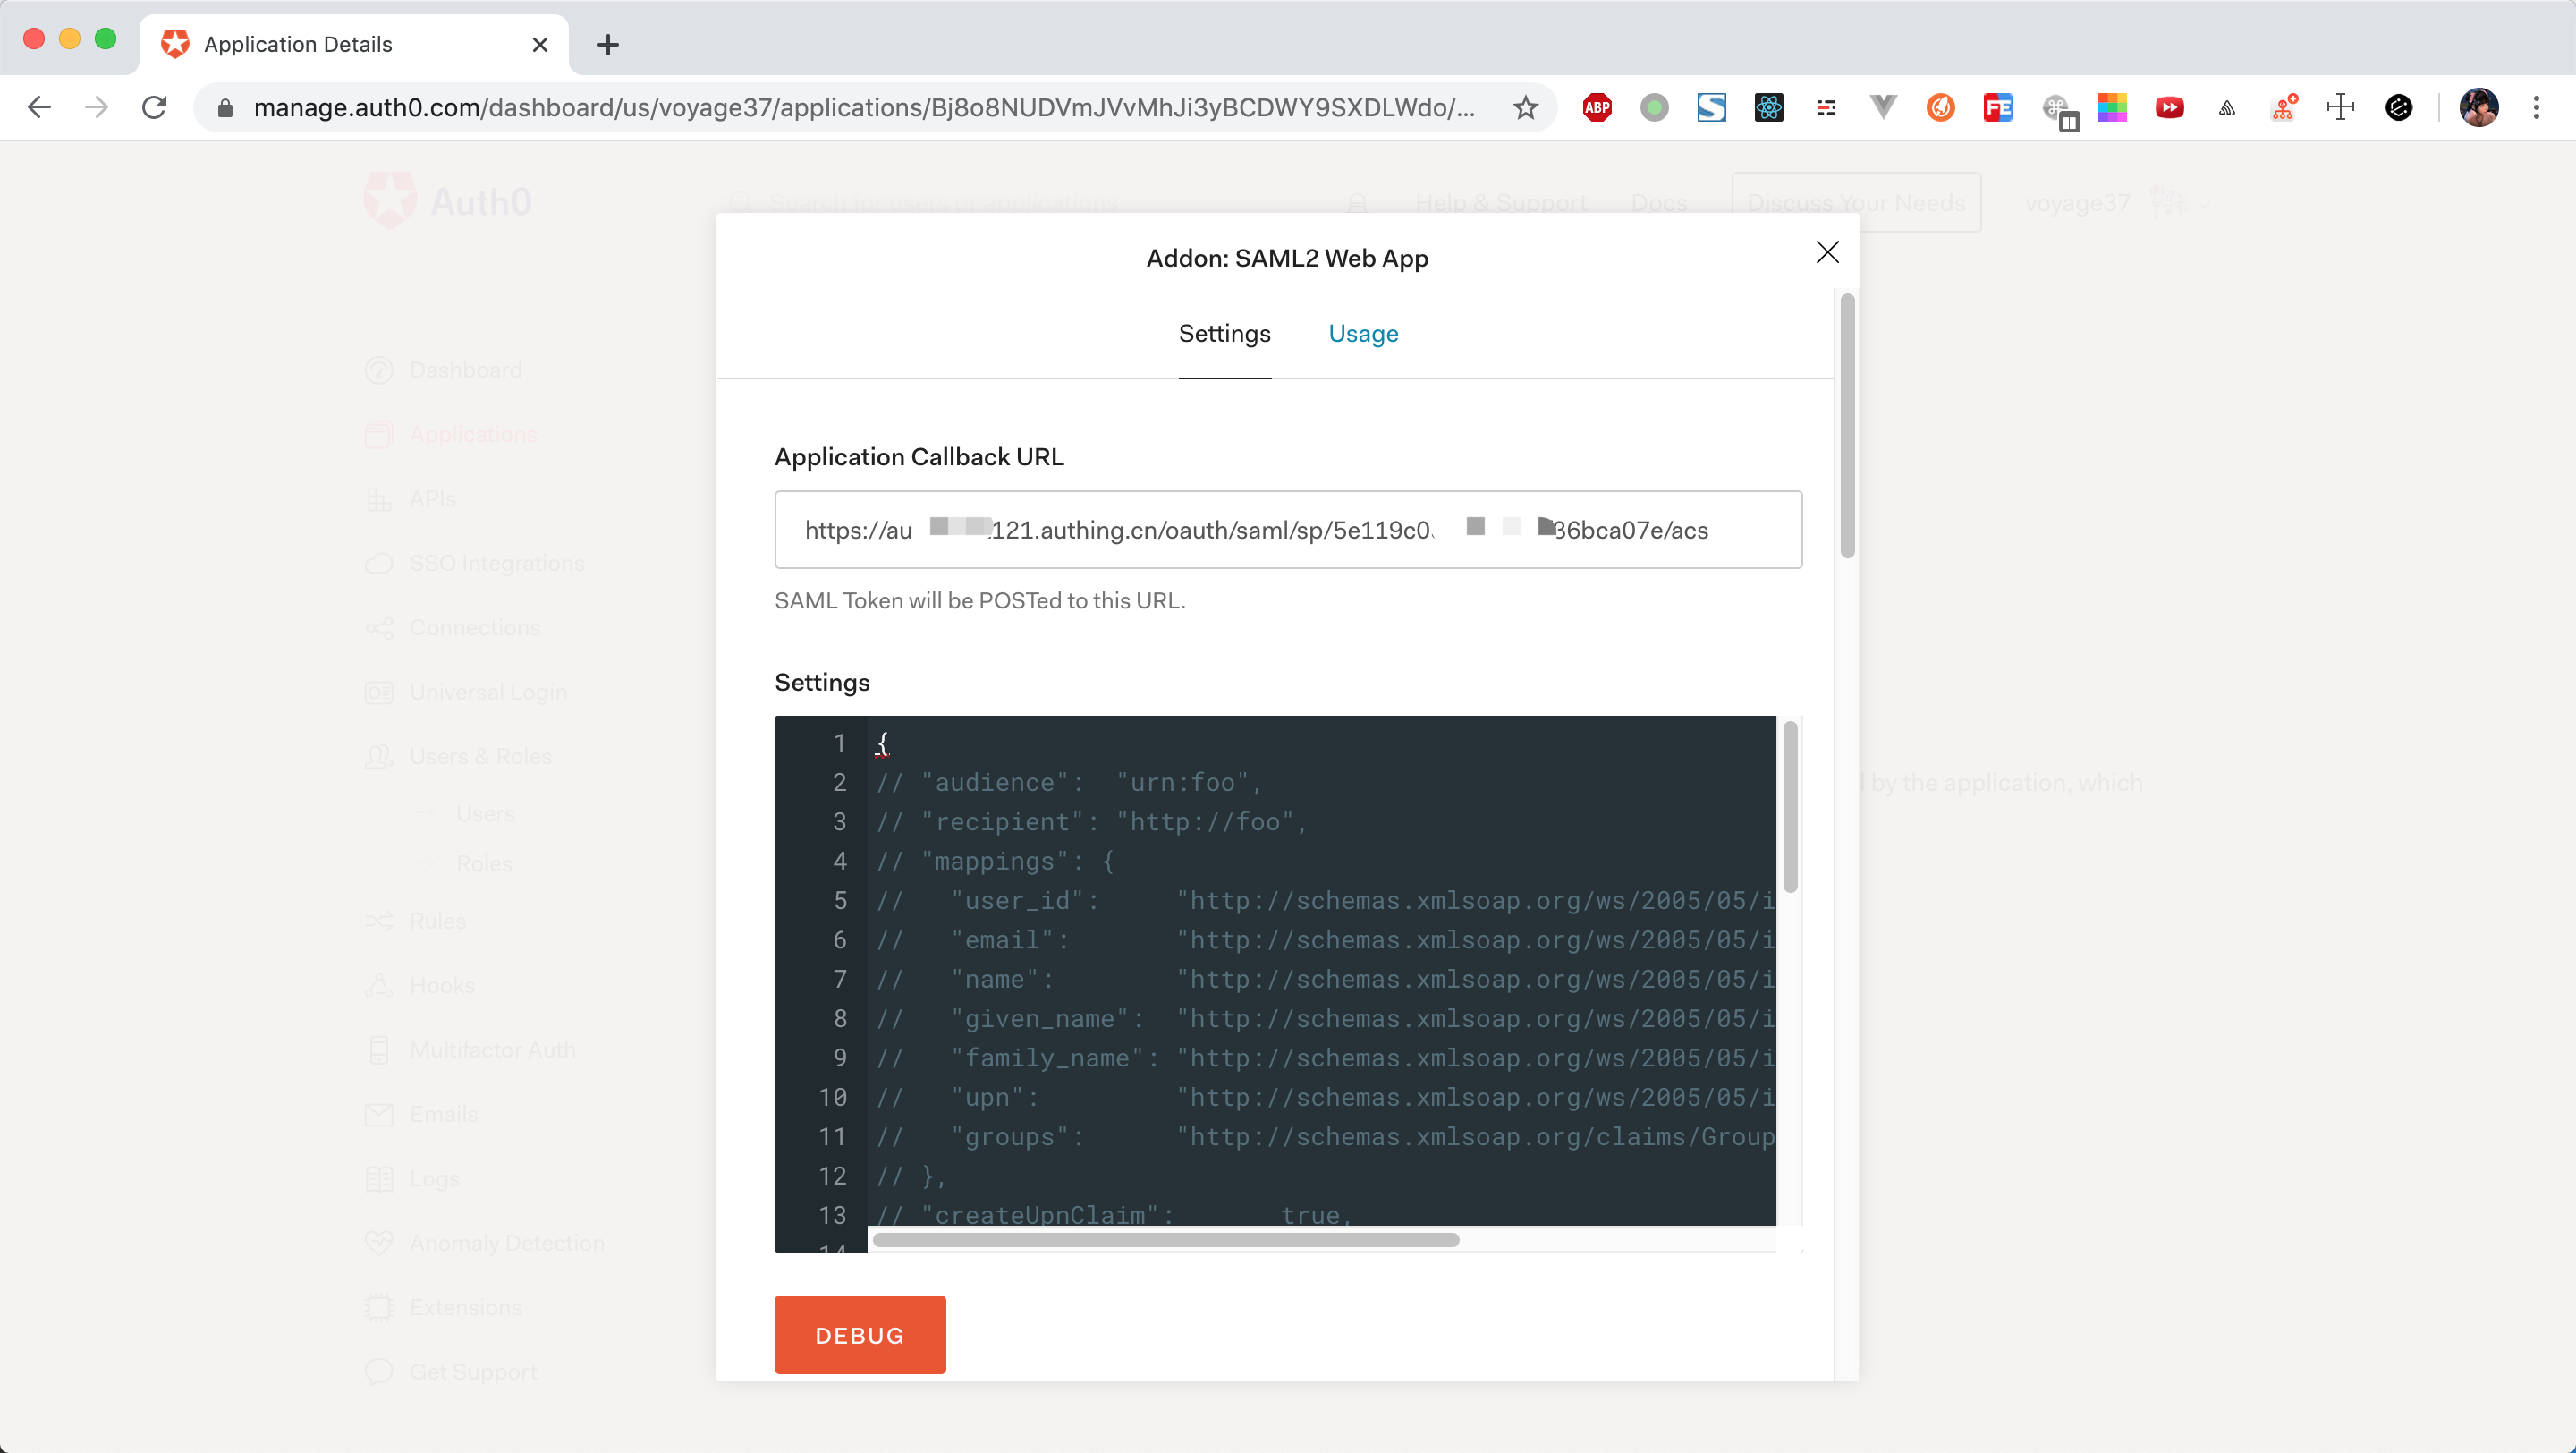 Application Details
manage.auth0.com/dashboard/us/voyage37/applications/Bj8o8NUDVmJVvMhJi3yBCDWY9SXDLWdo/...
ABP
FE
Auth0
Search for users or applications
Help & Support
Docs
Discuss Your Needs
voyage37
Dashboard
Applications
APIs
SSO Integrations
Connections
Universal Login
Users & Roles
Users
Roles
Rules
Hooks
Multifactor Auth
Emails
Logs
Anomaly Detection
Extensions
Get Support
Addon: SAML2 Web App
Settings
Usage
Application Callback URL
https://au 121.authing.cn/oauth/saml/sp/5e119c0 36bca07e/acs
SAML Token will be POSTed to this URL.
Settings
1 {
2 // "audience": "urn:foo",
3 // "recipient": "http://foo",
4 // "mappings": {
5 // "user_id": "http://schemas.xmlsoap.org/ws/2005/05/i
6 // "email": "http://schemas.xmlsoap.org/ws/2005/05/i
7 // "name": "http://schemas.xmlsoap.org/ws/2005/05/i
8 // "given_name": "http://schemas.xmlsoap.org/ws/2005/05/i
9 // "family_name": "http://schemas.xmlsoap.org/ws/2005/05/i
10 // "upn": "http://schemas.xmlsoap.org/ws/2005/05/i
11 // "groups": "http://schemas.xmlsoap.org/claims/Group
12 // },
13 // "createUpnClaim": true,
14
DEBUG
by the application, which